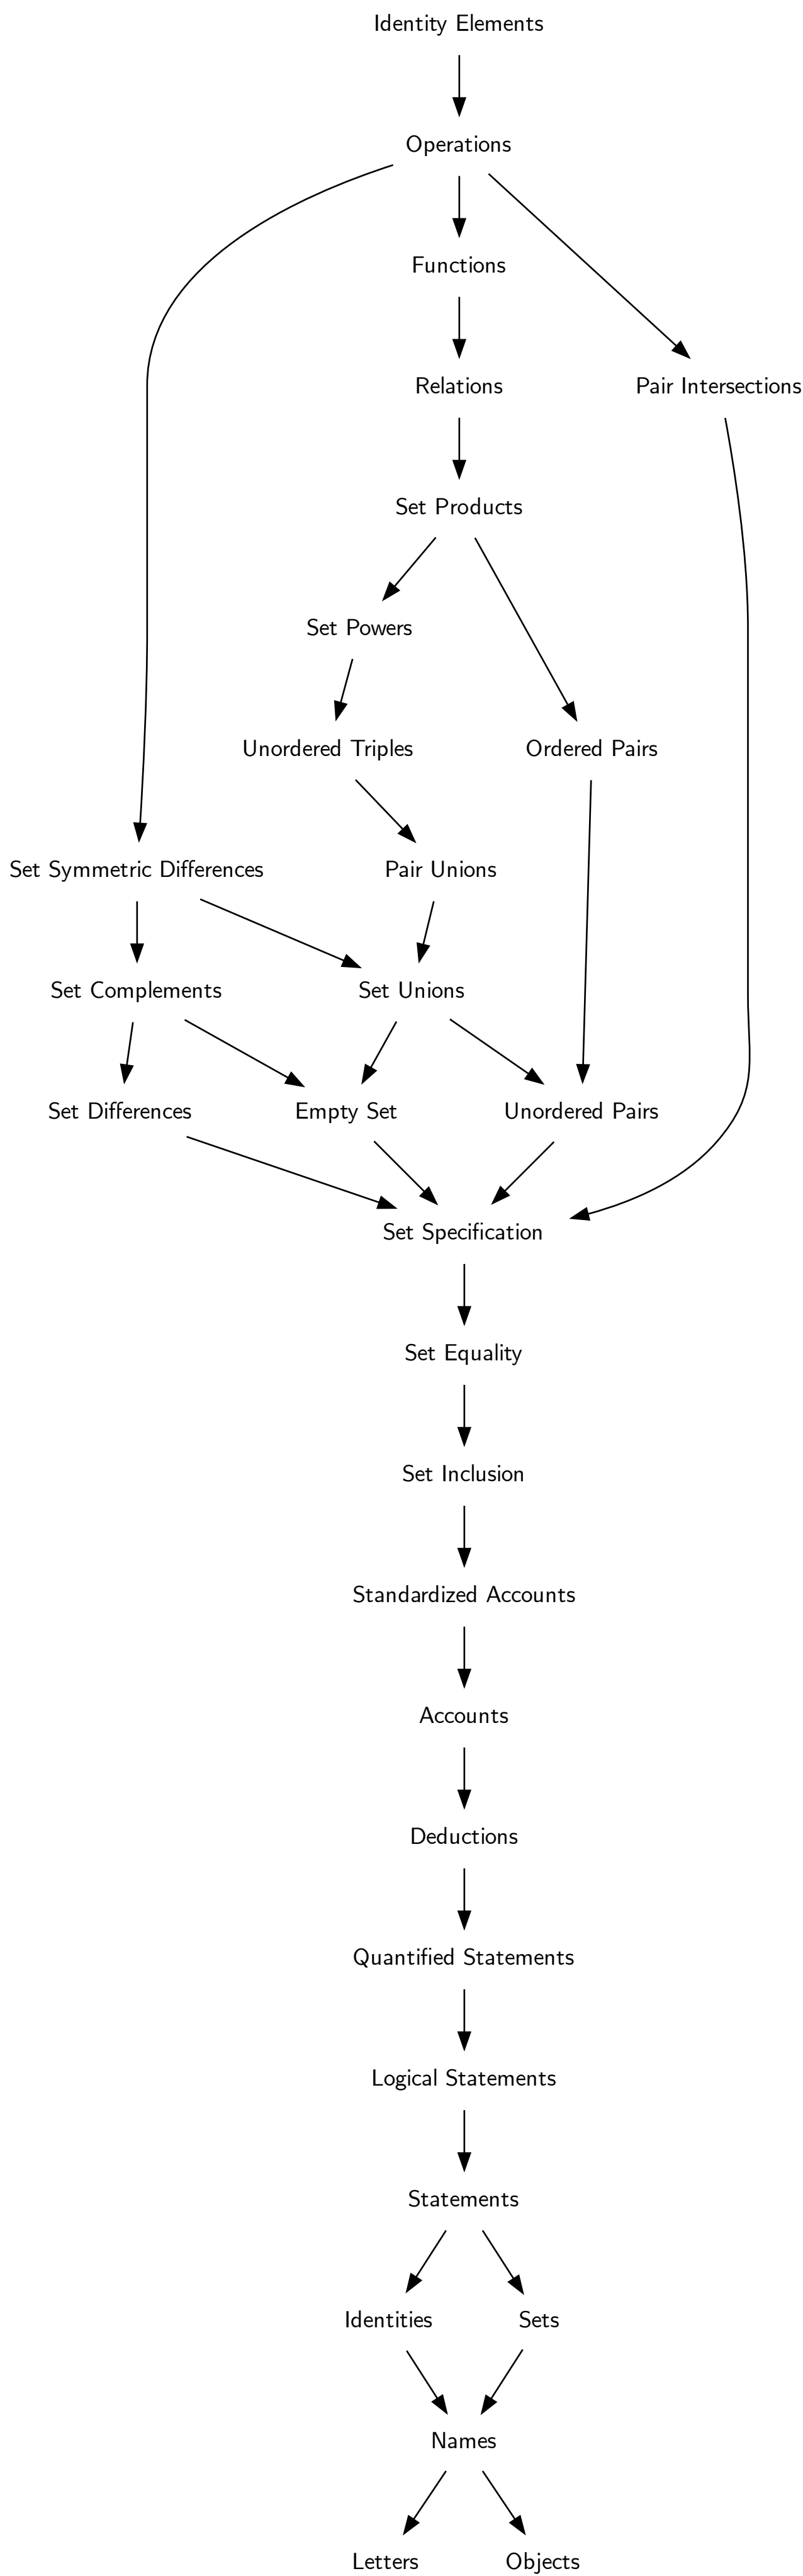 Identity Elements
Operations
Functions
Relations
Pair Intersections
Set Products
Set Powers
Unordered Triples
Ordered Pairs
Set Symmetric Differences
Pair Unions
Set Complements
Set Unions
Set Differences
Empty Set
Unordered Pairs
Set Specification
Set Equality
Set Inclusion
Standardized Accounts
Accounts
Deductions
Quantified Statements
Logical Statements
Statements
Identities
Sets
Names
Letters
Objects